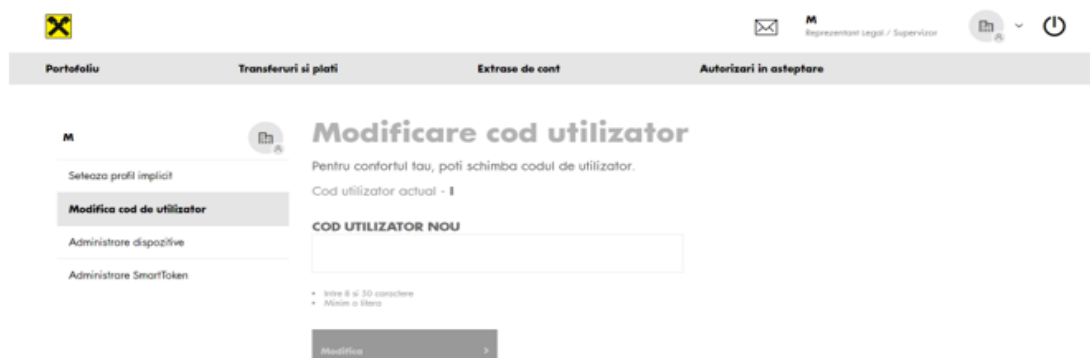 M
Reprezentant Legal / Supervizor
Portofoliu
Transferuri si plati
Extrase de cont
Autorizari in asteptare
M
Seteaza profil implicit
Modifica cod de utilizator
Administrare dispozitive
Administrare SmartToken
Modificare cod utilizator
Pentru confortul tau, poti schimba codul de utilizator.
Cod utilizator actual - I
COD UTILIZATOR NOU
• Intre 8 si 30 caractere
• Minim o litera
Modifica